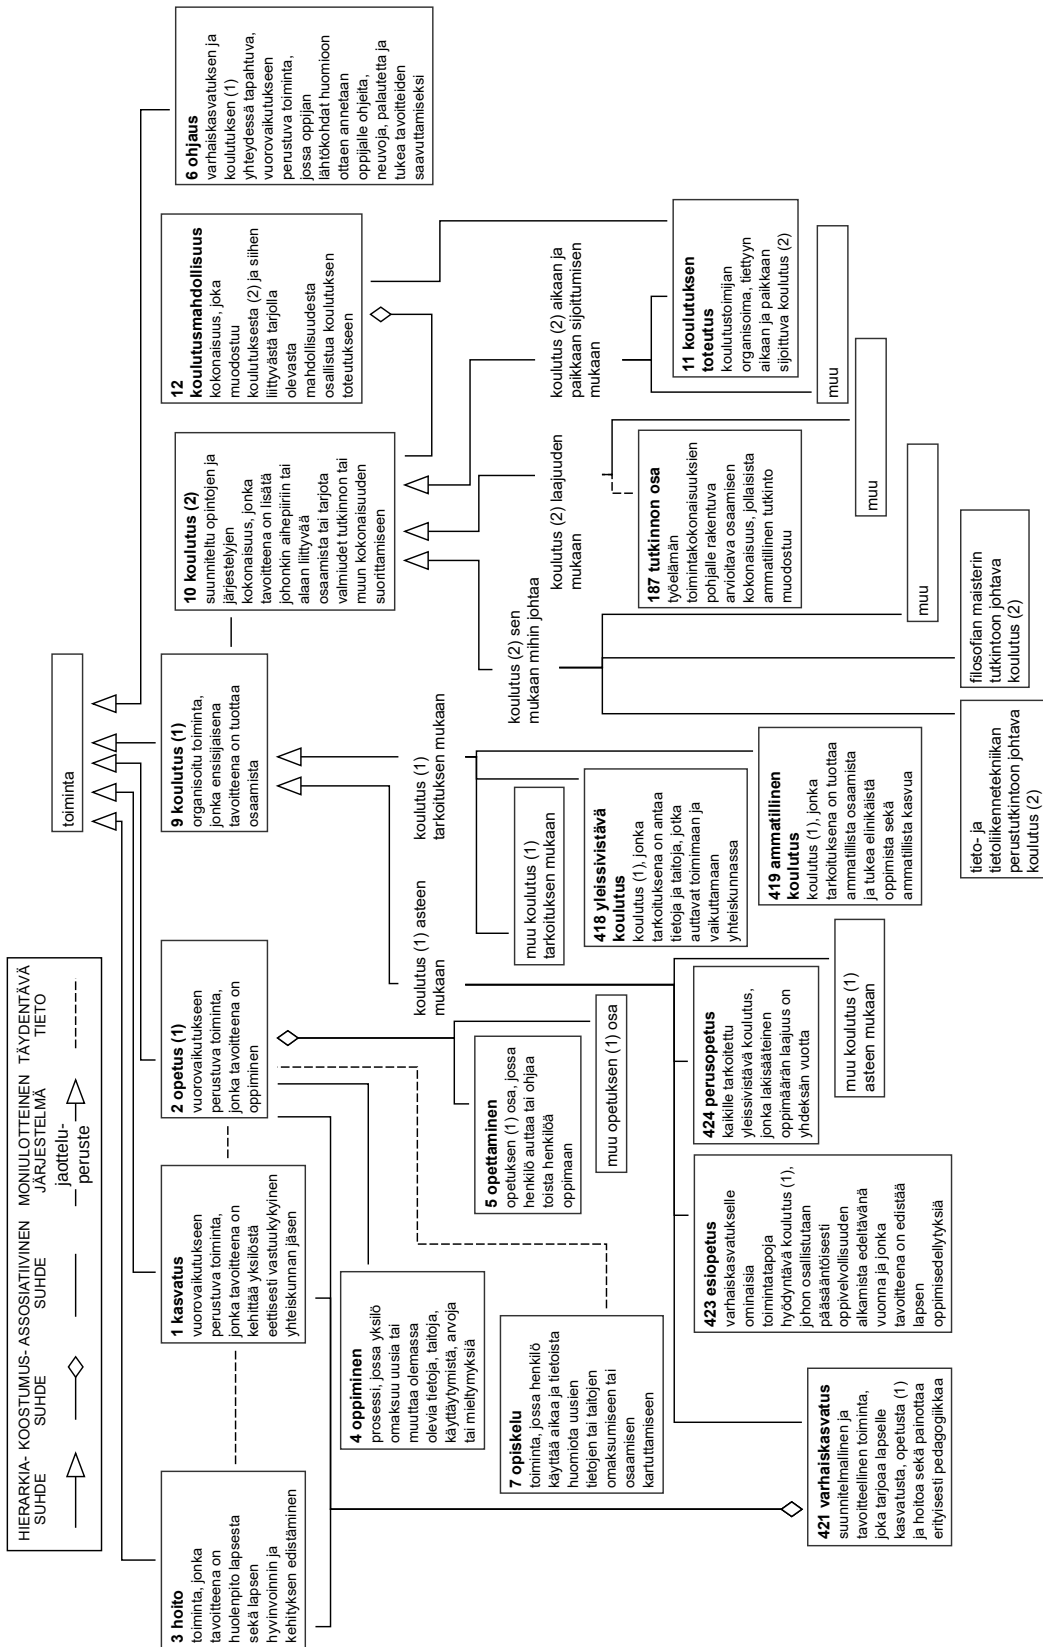 HIERARKIA-
SUHDE
KOOSTUMUS-
SUHDE
ASSOSIATIIVINEN
SUHDE
MONIULOTTEINEN
JÄRJESTELMÄ
TÄYDENTÄVÄ
TIETO
jaottelu-
peruste
toiminta
3 hoito
toiminta, jonka
tavoitteena on
huolenpito lapsesta
sekä lapsen
hyvinvoinnin ja
kehityksen edistäminen
1 kasvatus
vuorovaikutukseen
perustuva toiminta,
jonka tavoitteena on
kehittää yksilöstä
eettisesti vastuukykyinen
yhteiskunnan jäsen
2 opetus (1)
vuorovaikutukseen
perustuva toiminta,
jonka tavoitteena on
oppiminen
9 koulutus (1)
organisoitu toiminta,
jonka ensisijaisena
tavoitteena on tuottaa
osaamista
10 koulutus (2)
suunniteltu opintojen ja
järjestelyjen
kokonaisuus, jonka
tavoitteena on lisätä
johonkin aihepiiriin tai
alaan liittyvää
osaamista tai tarjota
valmiudet tutkinnon tai
muun kokonaisuuden
suorittamiseen
12
koulutusmahdollisuus
kokonaisuus, joka
muodostuu
koulutuksesta (2) ja siihen
liittyvästä tarjolla
olevasta
mahdollisuudesta
osallistua koulutuksen
toteutukseen
6 ohjaus
varhaiskasvatuksen ja
koulutuksen (1)
yhteydessä tapahtuva,
vuorovaikutukseen
perustuva toiminta,
jossa oppijan
lähtökohdat huomioon
ottaen annetaan
oppijalle ohjeita,
neuvoja, palautetta ja
tukea tavoitteiden
saavuttamiseksi
4 oppiminen
prosessi, jossa yksilö
omaksuu uusia tai
muuttaa olemassa
olevia tietoja, taitoja,
käyttäytymistä, arvoja
tai mieltymyksiä
5 opettaminen
opetuksen (1) osa, jossa
henkilö auttaa tai ohjaa
toista henkilöä
oppimaan
muu opetuksen (1) osa
7 opiskelu
toiminta, jossa henkilö
käyttää aikaa ja tietoista
huomiota uusien
tietojen tai taitojen
omaksumiseen tai
osaamisen
kartuttamiseen
koulutus (1) asteen
mukaan
koulutus (1)
tarkoituksen mukaan
koulutus (2) sen
mukaan mihin johtaa
koulutus (2) laajuuden
mukaan
koulutus (2) aikaan ja
paikkaan sijoittumisen
mukaan
muu koulutus (1)
tarkoituksen mukaan
418 yleissivistävä
koulutus
koulutus (1), jonka
tarkoituksena on antaa
tietoja ja taitoja, jotka
auttavat toimimaan ja
vaikuttamaan
yhteiskunnassa
419 ammatillinen
koulutus
koulutus (1), jonka
tarkoituksena on tuottaa
ammatillista osaamista
ja tukea elinikäistä
oppimista sekä
ammatillista kasvua
187 tutkinnon osa
työelämän
toimintakokonaisuuksien
pohjalle rakentuva
arvioitava osaamisen
kokonaisuus, jollaisista
ammatillinen tutkinto
muodostuu
11 koulutuksen
toteutus
koulutustoimijan
organisoima, tiettyyn
aikaan ja paikkaan
sijoittuva koulutus (2)
muu
muu
muu
421 varhaiskasvatus
suunnitelmallinen ja
tavoitteellinen toiminta,
joka tarjoaa lapselle
kasvatusta, opetusta (1)
ja hoitoa sekä painottaa
erityisesti pedagogiikkaa
423 esiopetus
varhaiskasvatukselle
ominaisia
toimintatapoja
hyödyntävä koulutus (1),
johon osallistutaan
pääsääntöisesti
oppivelvollisuuden
alkamista edeltävänä
vuonna ja jonka
tavoitteena on edistää
lapsen
oppimisedellytyksiä
424 perusopetus
kaikille tarkoitettu
yleissivistävä koulutus,
jonka lakisääteinen
oppimäärän laajuus on
yhdeksän vuotta
muu koulutus (1)
asteen mukaan
tieto- ja
tietoliikennetekniikan
perustutkintoon johtava
koulutus (2)
filosofian maisterin
tutkintoon johtava
koulutus (2)